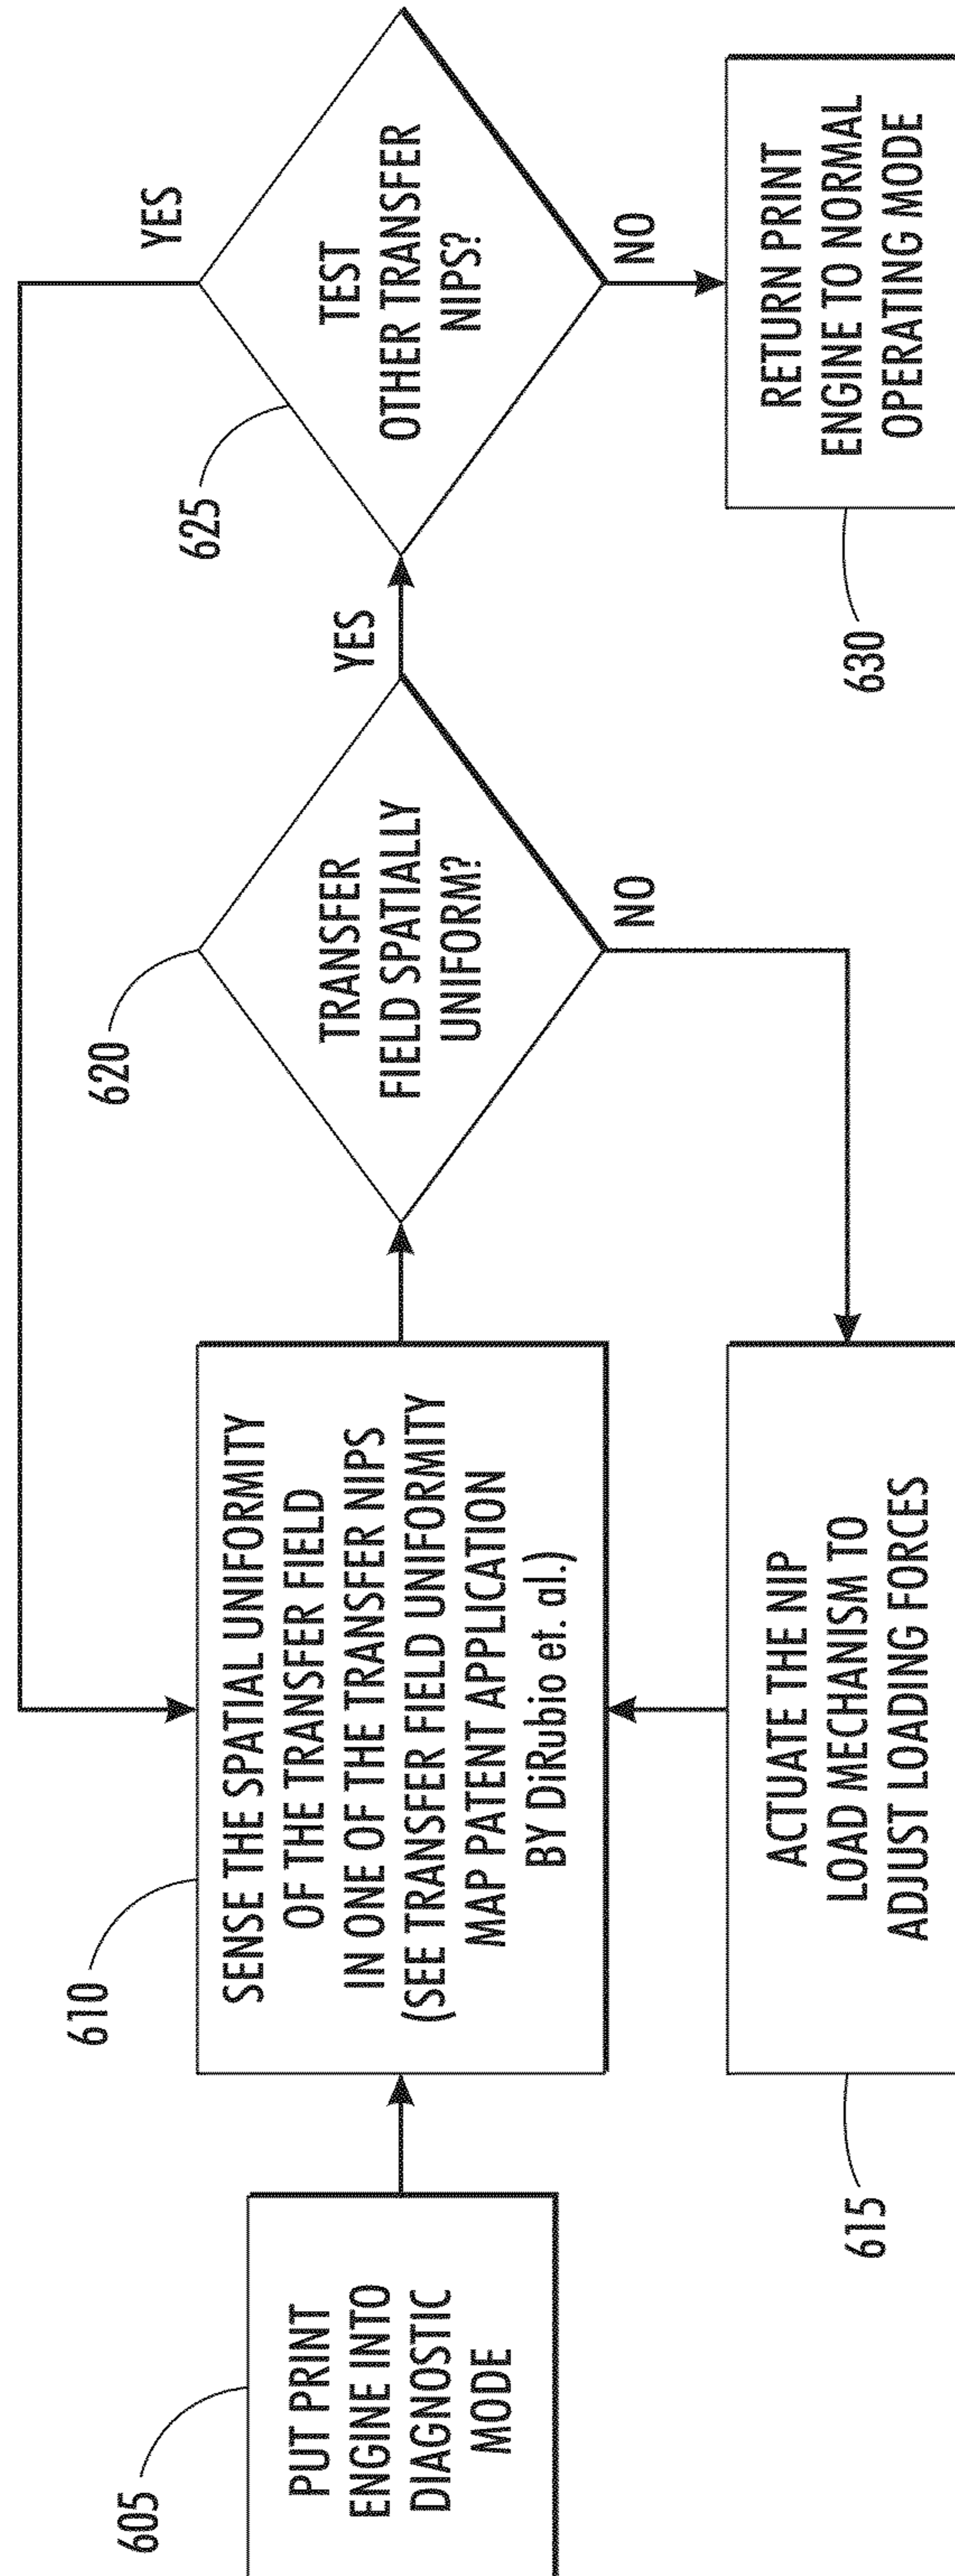 605
PUT PRINT
ENGINE INTO
DIAGNOSTIC
MODE
610
SENSE THE SPATIAL UNIFORMITY
OF THE TRANSFER FIELD
IN ONE OF THE TRANSFER NIPS
(SEE TRANSFER FIELD UNIFORMITY
MAP PATENT APPLICATION
BY DiRubio et. al.)
615
ACTUATE THE NIP
LOAD MECHANISM TO
ADJUST LOADING FORCES
620
TRANSFER
FIELD SPATIALLY
UNIFORM?
YES
NO
625
TEST
OTHER TRANSFER
NIPS?
YES
NO
630
RETURN PRINT
ENGINE TO NORMAL
OPERATING MODE